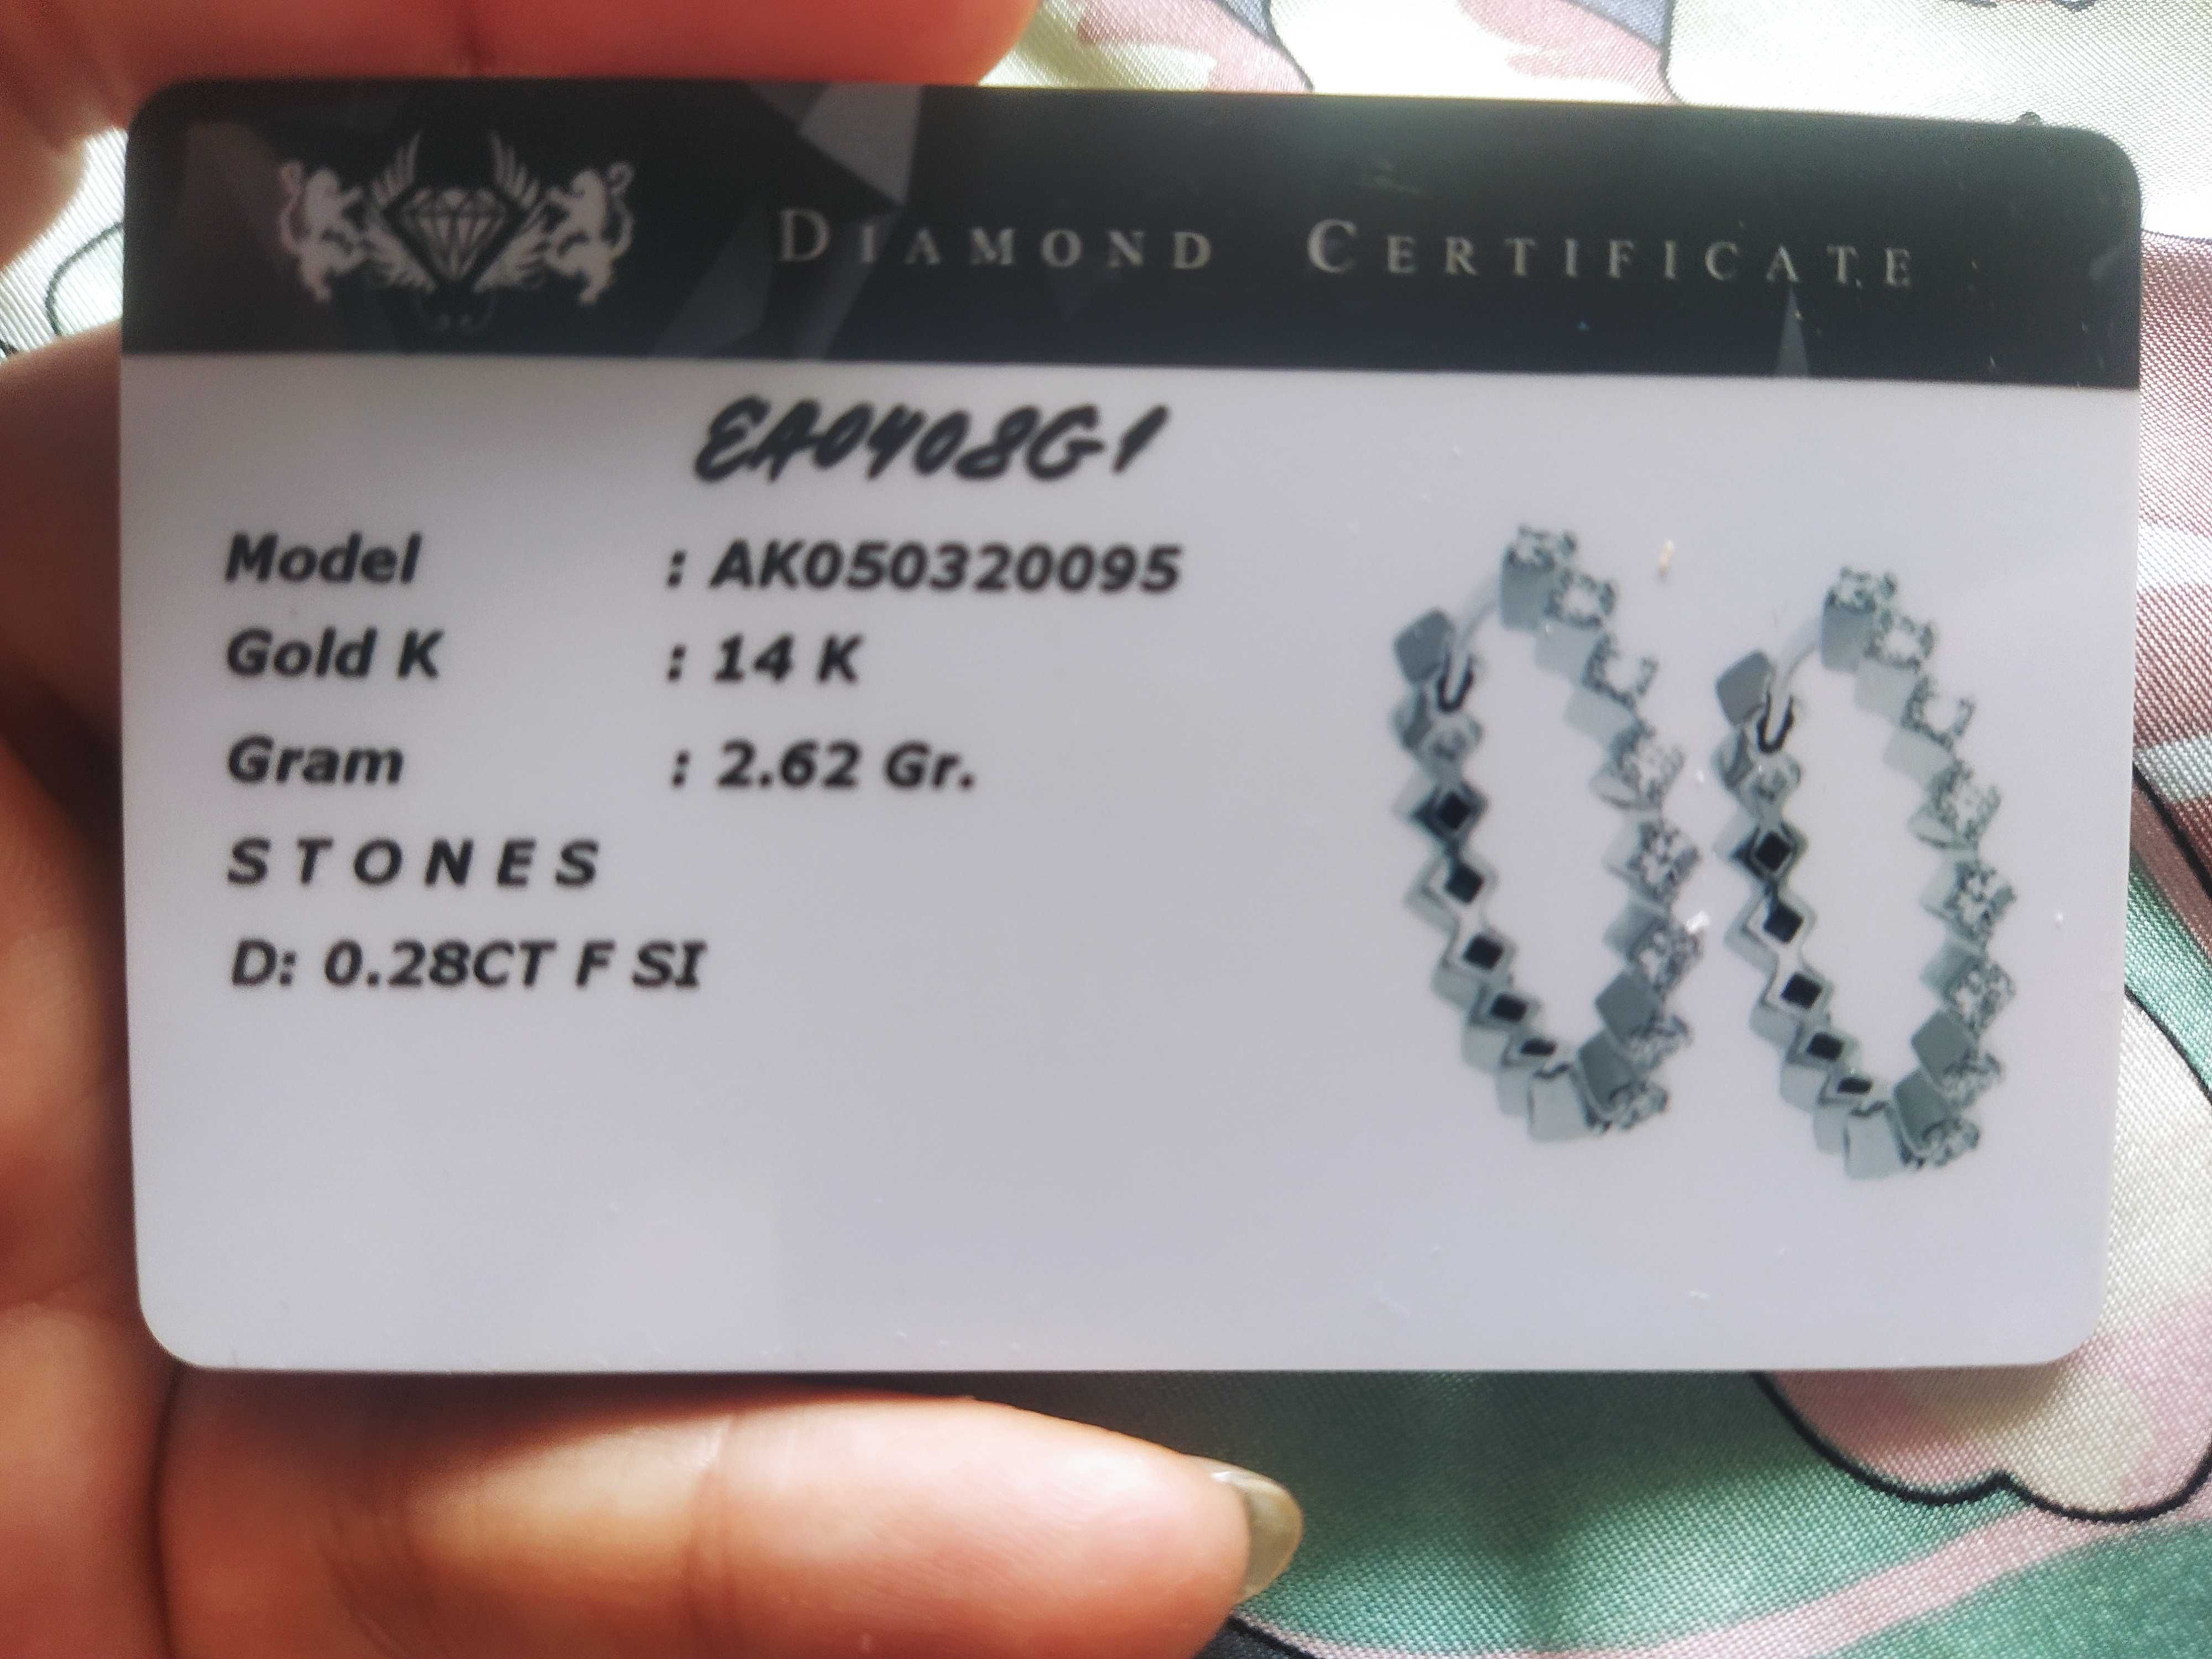 DIAMOND CERTIFICATE
EA0408G1
Model : AK050320095
Gold K : 14 K
Gram : 2.62 Gr.
STONES
D: 0.28CT F SI